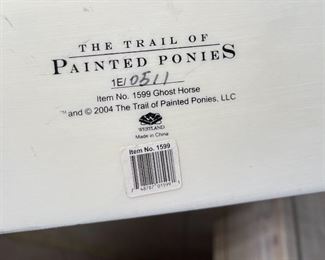 THE TRAIL OF
PAINTED PONIES
1E/0511
Item No. 1599 Ghost Horse
™and © 2004 The Trail of Painted Ponies, LLC
WESTLAND
Made in China
Item No. 1599